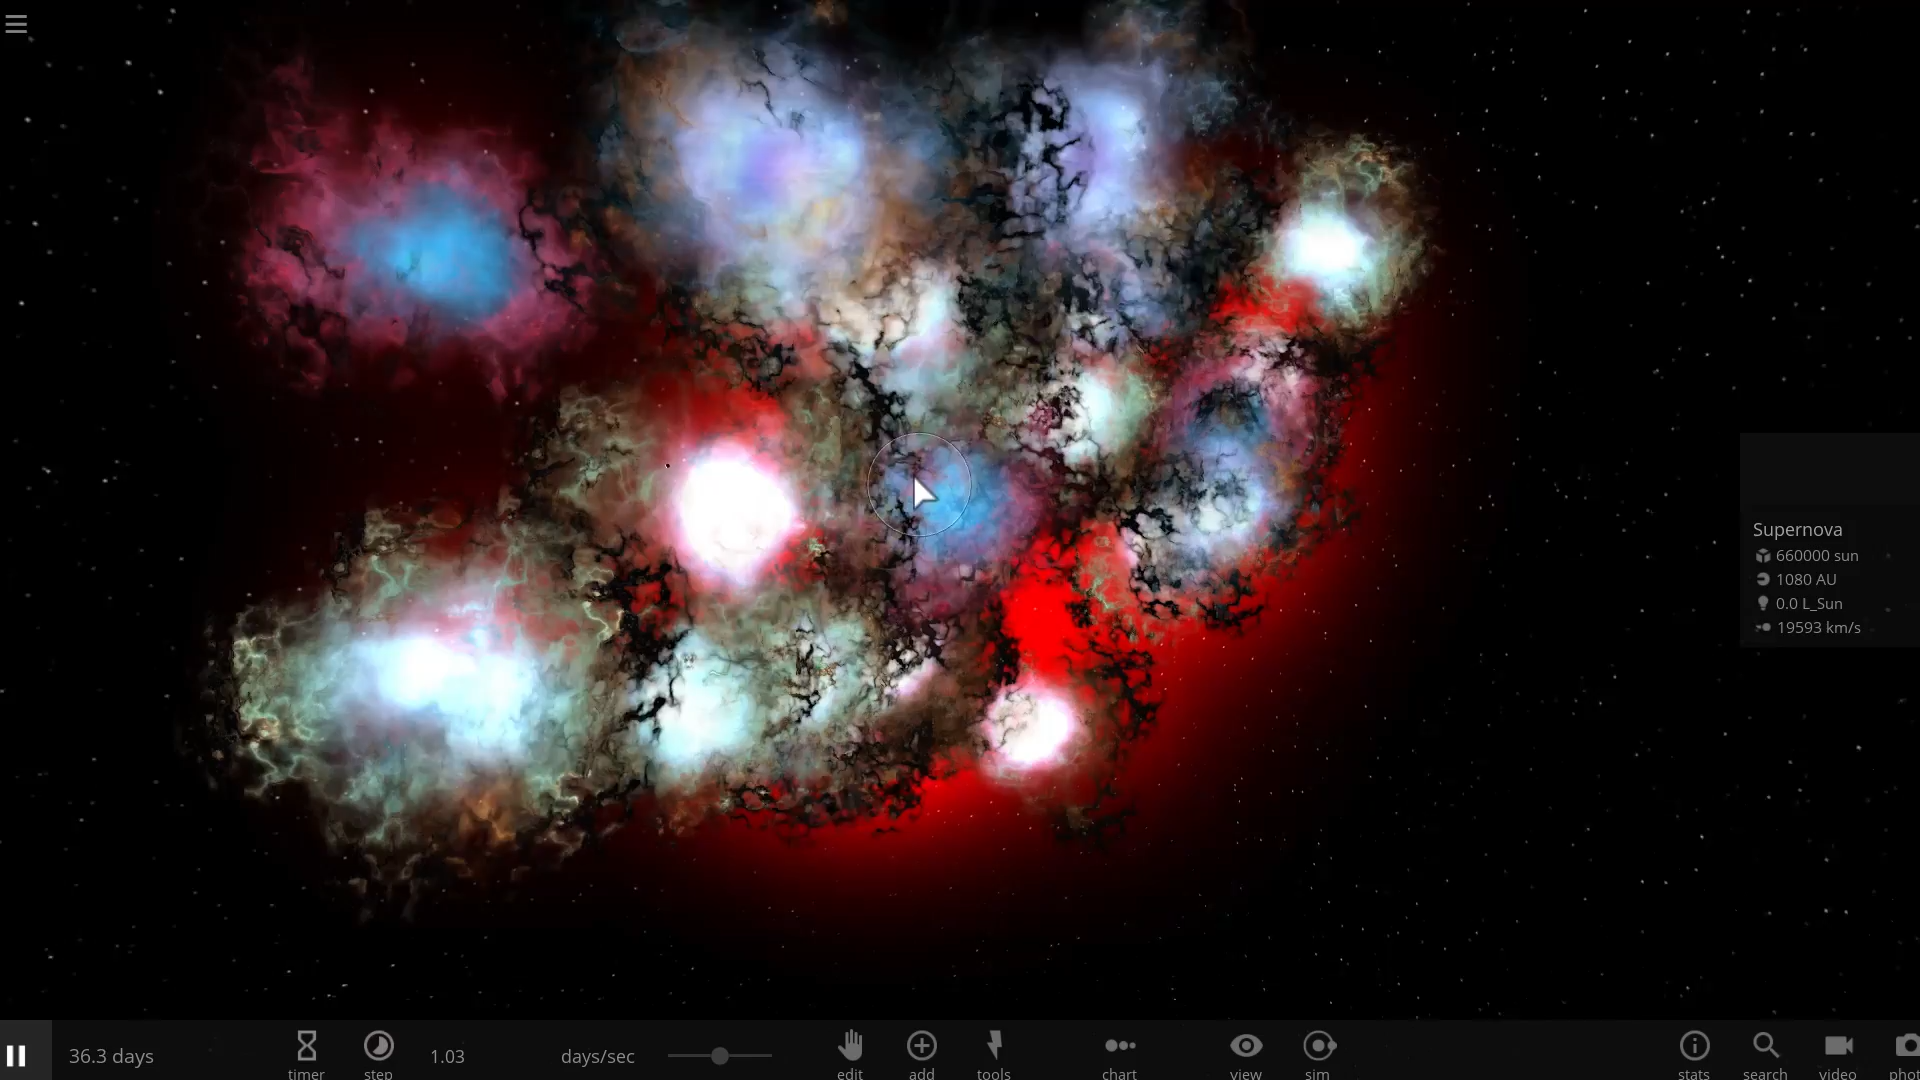 Supernova
660000 sun
1080 AU
0.0 L_Sun
19593 km/s
36.3 days
timer
step
1.03
days/sec
edit
add
tools
chart
view
sim
stats
search
video
phot